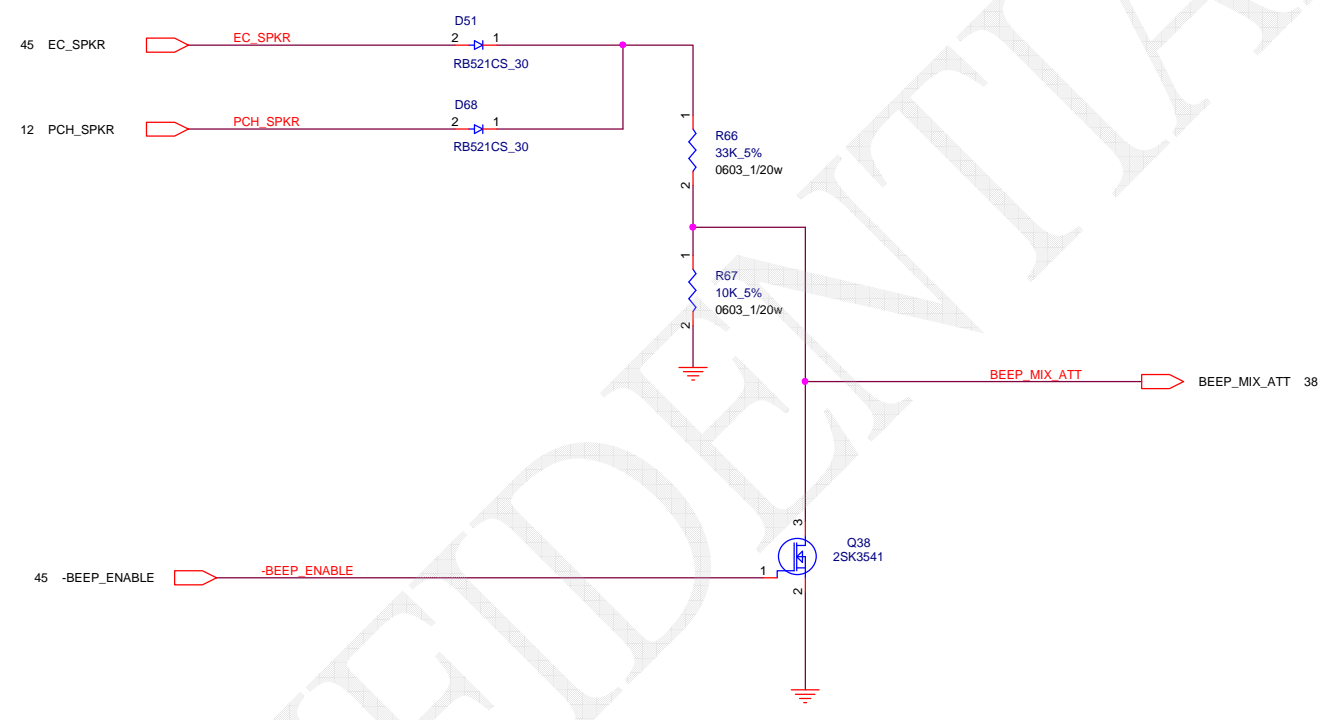 D51
45 EC_SPKR EC_SPKR 2 1
RB521CS_30
D68
12 PCH_SPKR PCH_SPKR 2 1
RB521CS_30
1
R66
33K_5%
0603_1/20w
2
1
R67
10K_5%
0603_1/20w
2
BEEP_MIX_ATT BEEP_MIX_ATT 38
3
Q38
2SK3541
45 -BEEP_ENABLE -BEEP_ENABLE 1
2
FIDENTIA